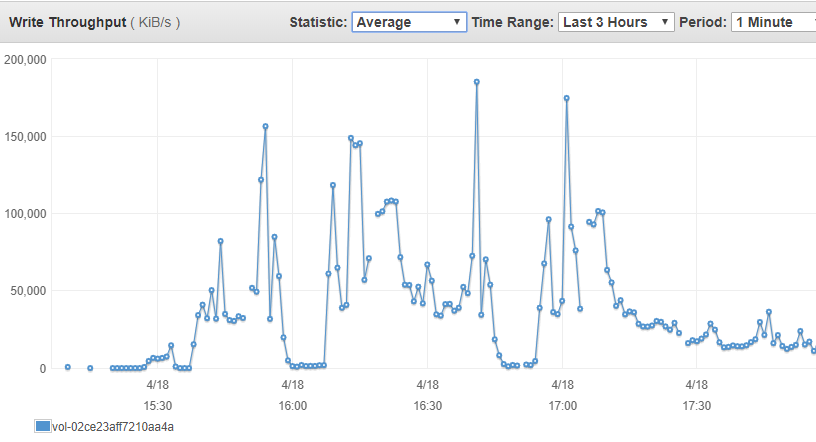 Write Throughput ( KiB/s ) Statistic: Average Time Range: Last 3 Hours Period: 1 Minute
200,000
150,000
100,000
50,000
0
4/18 4/18 4/18 4/18 4/18
15:30 16:00 16:30 17:00 17:30
vol-02ce23aff7210aa4a